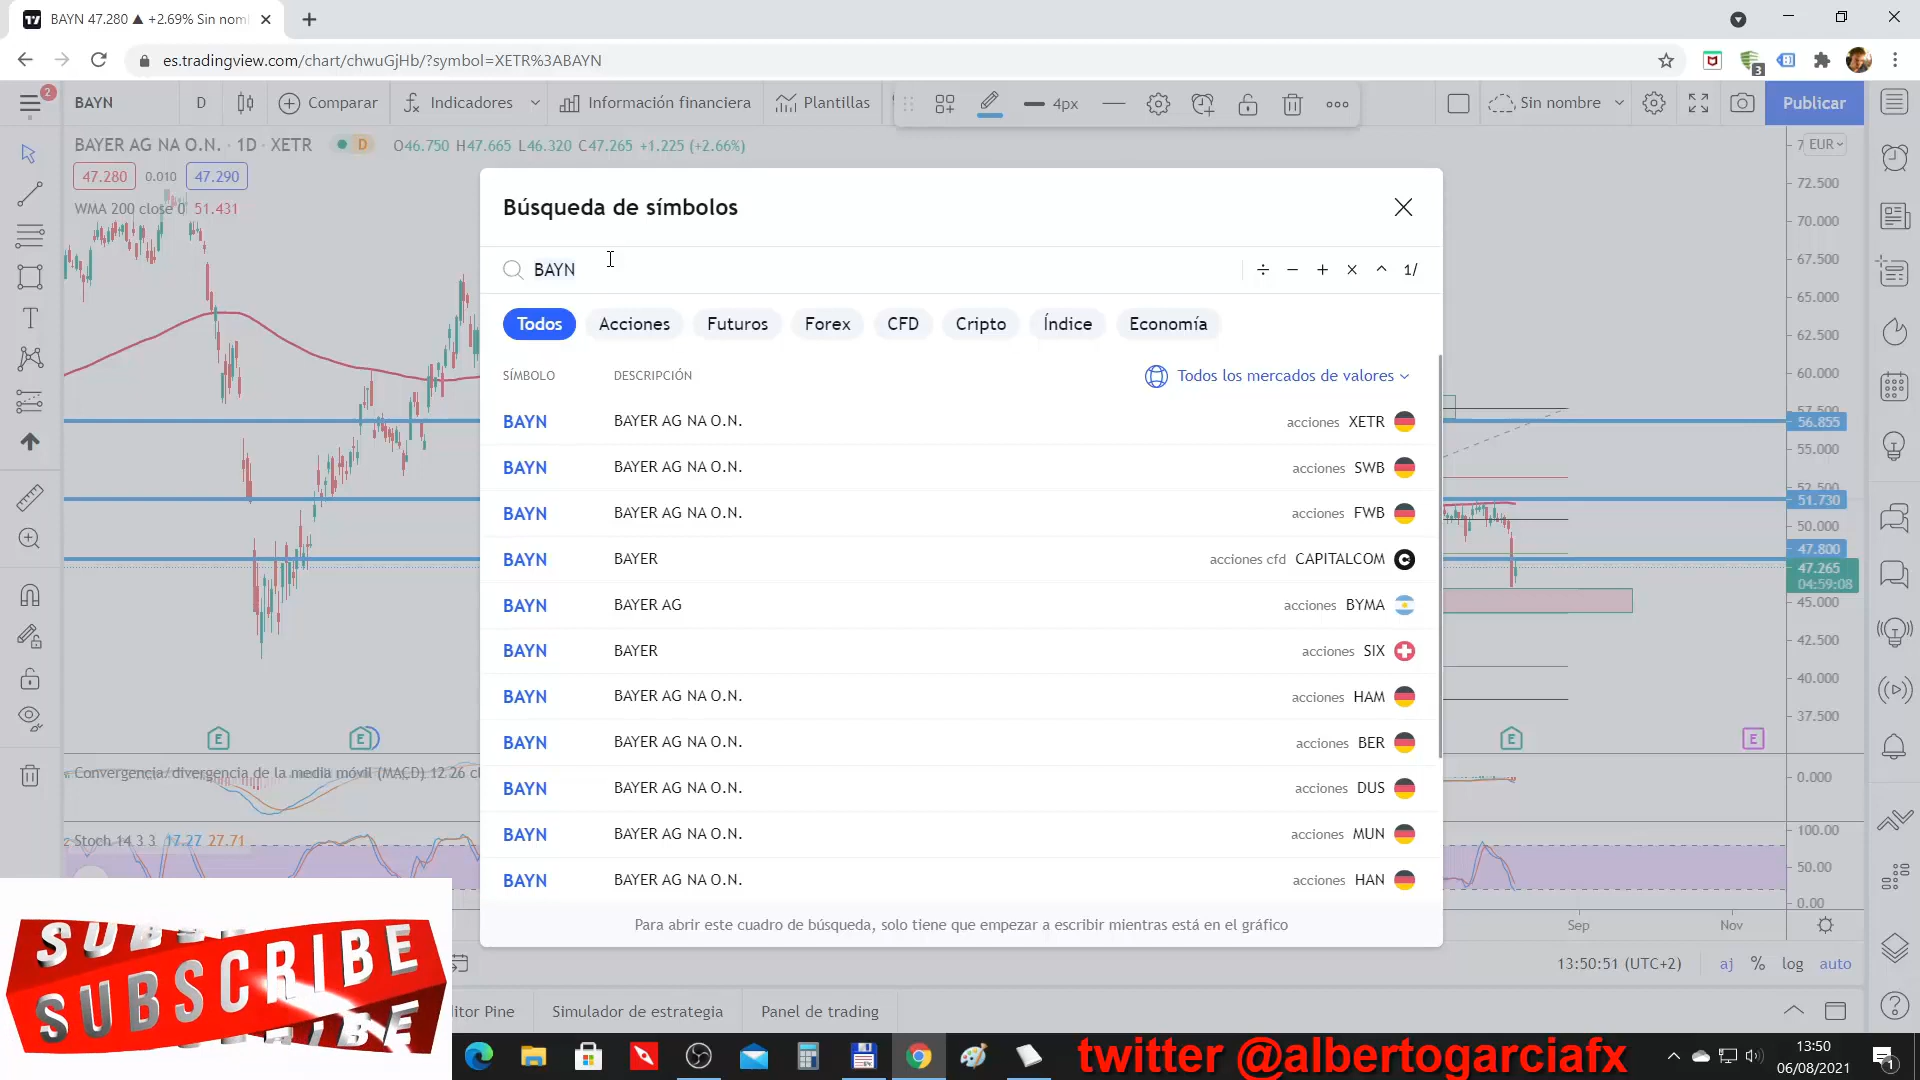 BAYN 47.280 ▲ +2.69% Sin nom
es.tradingview.com/chart/chwuGjHb/?symbol=XETR%3ABAYN
3
2
BAYN
D
Comparar
Indicadores
Información financiera
Plantillas
4px
Sin nombre
Publicar
BAYER AG NA O.N. · 1D · XETR
D
O46.750 H47.665 L46.320 C47.265 +1.225 (+2.66%)
EUR
47.280
0.010
47.290
WMA 200 close 0 51.431
72.500
70.000
67.500
65.000
62.500
60.000
57.500
56.855
55.000
52.500
51.730
50.000
47.800
47.265
04:59:08
45.000
42.500
40.000
37.500
Búsqueda de símbolos
BAYN
÷ − + × ^ 1/
Todos
Acciones
Futuros
Forex
CFD
Cripto
Índice
Economía
SÍMBOLO
DESCRIPCIÓN
Todos los mercados de valores
BAYN BAYER AG NA O.N. acciones XETR
BAYN BAYER AG NA O.N. acciones SWB
BAYN BAYER AG NA O.N. acciones FWB
BAYN BAYER acciones cfd CAPITALCOM
BAYN BAYER AG acciones BYMA
BAYN BAYER acciones SIX
BAYN BAYER AG NA O.N. acciones HAM
BAYN BAYER AG NA O.N. acciones BER
BAYN BAYER AG NA O.N. acciones DUS
BAYN BAYER AG NA O.N. acciones MUN
BAYN BAYER AG NA O.N. acciones HAN
Para abrir este cuadro de búsqueda, solo tiene que empezar a escribir mientras está en el gráfico
E
E
E
E
Convergencia/divergencia de la media móvil (MACD) 12 26 cl
0.000
Stoch 14 3 3 17.27 27.71
100.00
50.00
0.00
Sep
Nov
13:50:51 (UTC+2)
aj
%
log
auto
itor Pine
Simulador de estrategia
Panel de trading
SUBSCRIBE
twitter @albertogarciafx
13:50
06/08/2021
1